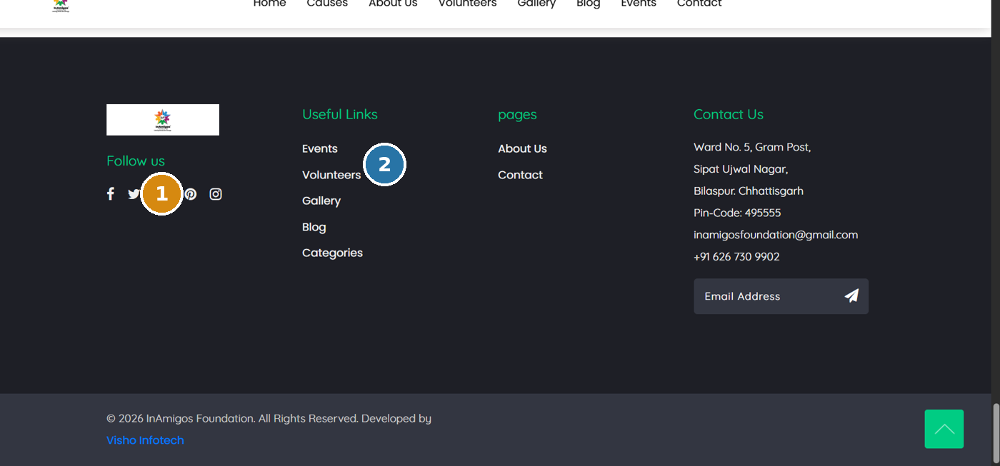 Home Causes About Us Volunteers Gallery Blog Events Contact
InAmigos
Follow us
1
Useful Links
Events
Volunteers
2
Gallery
Blog
Categories
pages
About Us
Contact
Contact Us
Ward No. 5, Gram Post,
Sipat Ujwal Nagar,
Bilaspur. Chhattisgarh
Pin-Code: 495555
inamigosfoundation@gmail.com
+91 626 730 9902
Email Address
© 2026 InAmigos Foundation. All Rights Reserved. Developed by
Visho Infotech